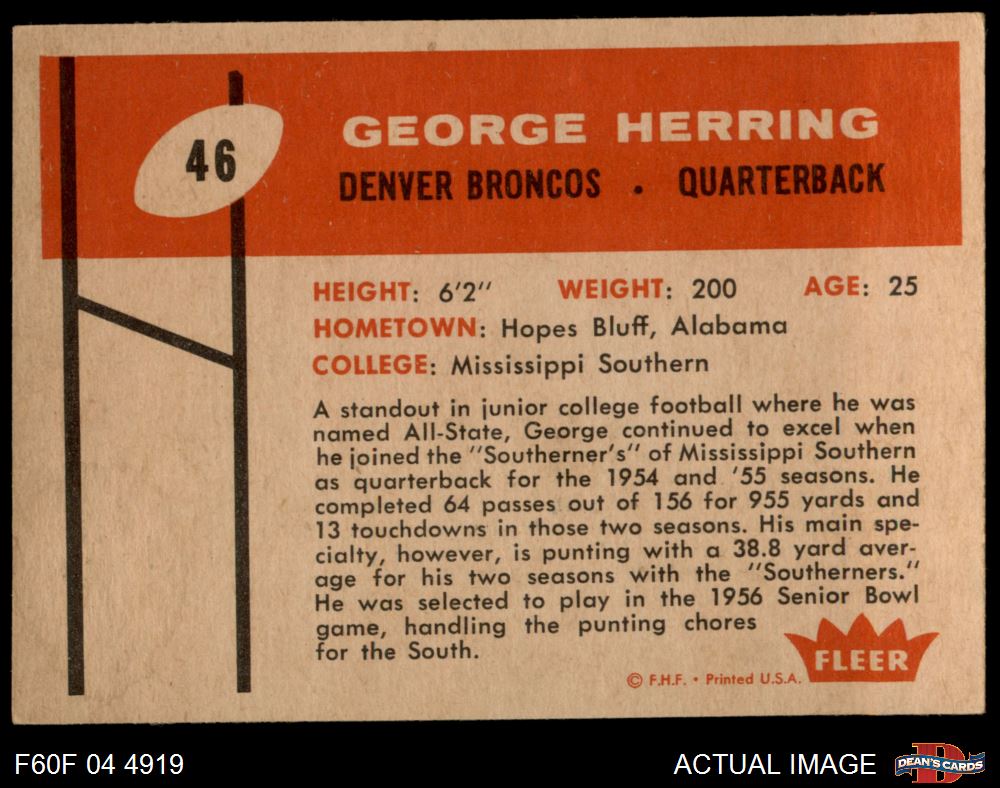 46
GEORGE HERRING
DENVER BRONCOS . QUARTERBACK
HEIGHT: 6'2" WEIGHT: 200 AGE: 25
HOMETOWN: Hopes Bluff, Alabama
COLLEGE: Mississippi Southern
A standout in junior college football where he was
named All-State, George continued to excel when
he joined the "Southerner's" of Mississippi Southern
as quarterback for the 1954 and '55 seasons. He
completed 64 passes out of 156 for 955 yards and
13 touchdowns in those two seasons. His main spe-
cialty, however, is punting with a 38.8 yard aver-
age for his two seasons with the "Southerners."
He was selected to play in the 1956 Senior Bowl
game, handling the punting chores
for the South.
FLEER
© F.H.F. • Printed U.S.A.
F60F 04 4919
ACTUAL IMAGE
D
DEAN'S CARDS